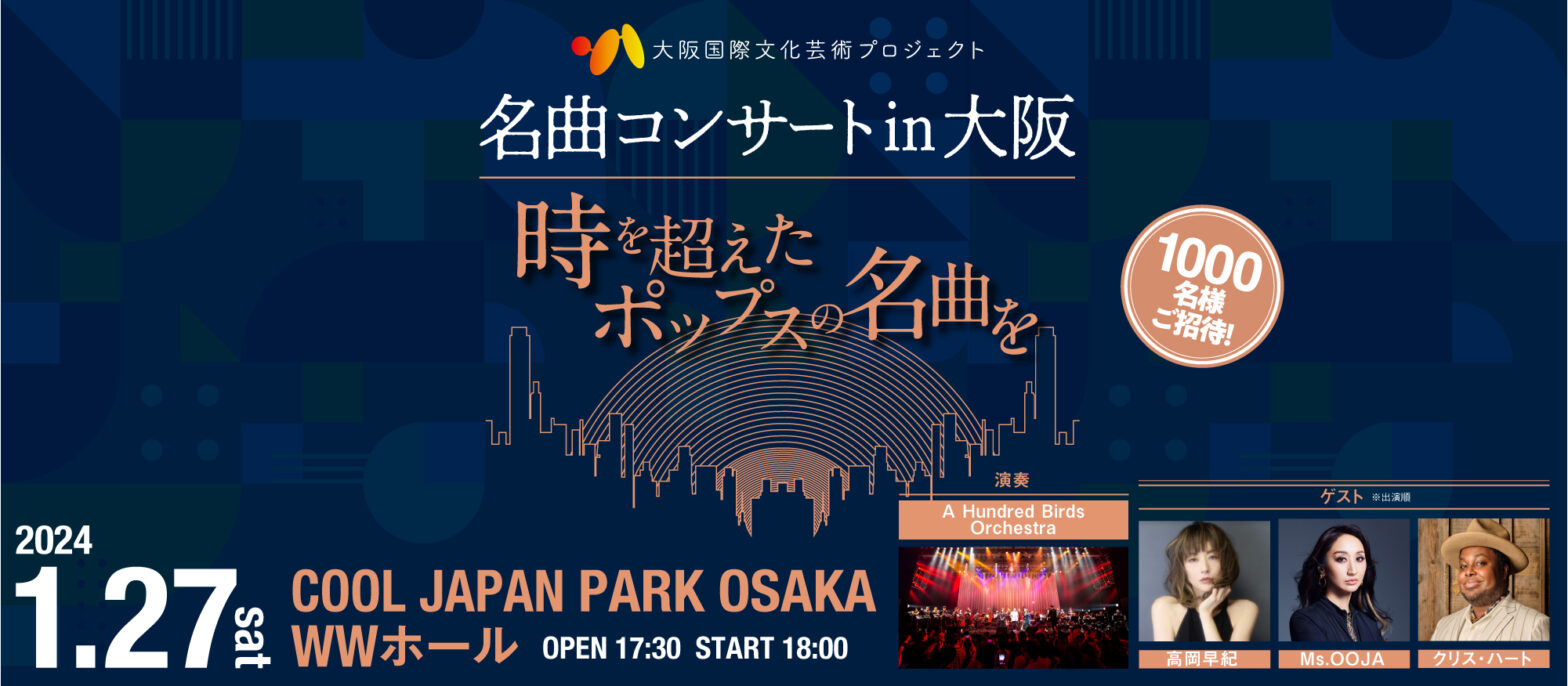 大阪国際文化芸術プロジェクト
名曲コンサートin大阪
時を超えた
ポップスの名曲を
1000
名様
ご招待!
2024
1.27 sat
COOL JAPAN PARK OSAKA
WWホール OPEN 17:30 START 18:00
演奏
A Hundred Birds
Orchestra
ゲスト ※出演順
高岡早紀
Ms.OOJA
クリス・ハート